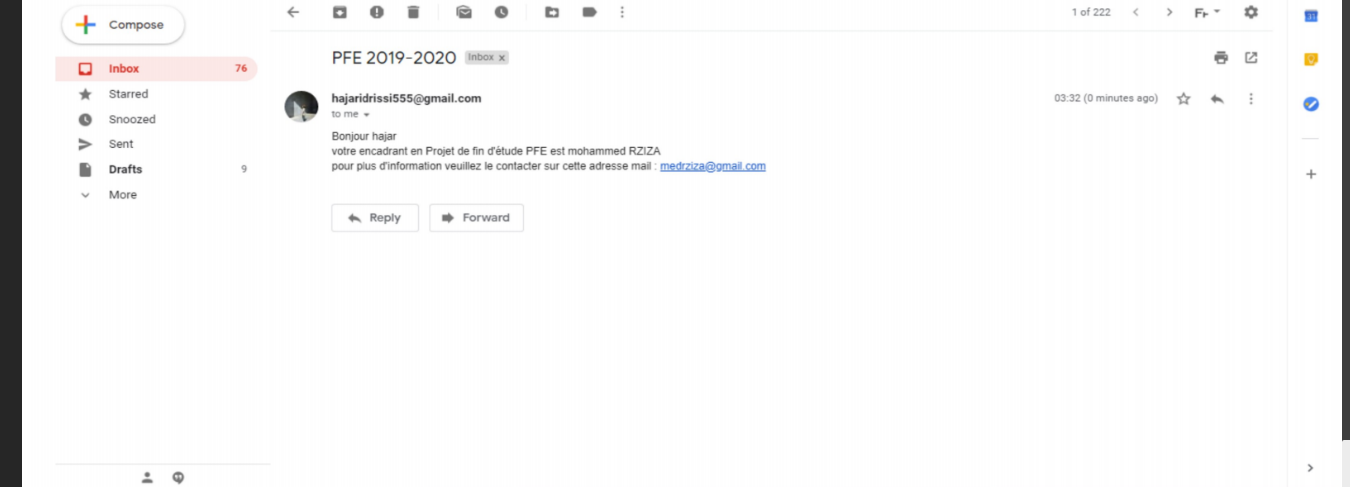 Compose
1 of 222
PFE 2019-2020 Inbox x
Inbox 76
Starred
Snoozed
Sent
Drafts 9
More
hajaridrissi555@gmail.com
03:32 (0 minutes ago)
to me
Bonjour hajar
votre encadrant en Projet de fin d'ètude PFE est mohammed RZIZA
pour plus d'information veuillez le contacter sur cette adresse mail : medrziza@gmail.com
Reply Forward